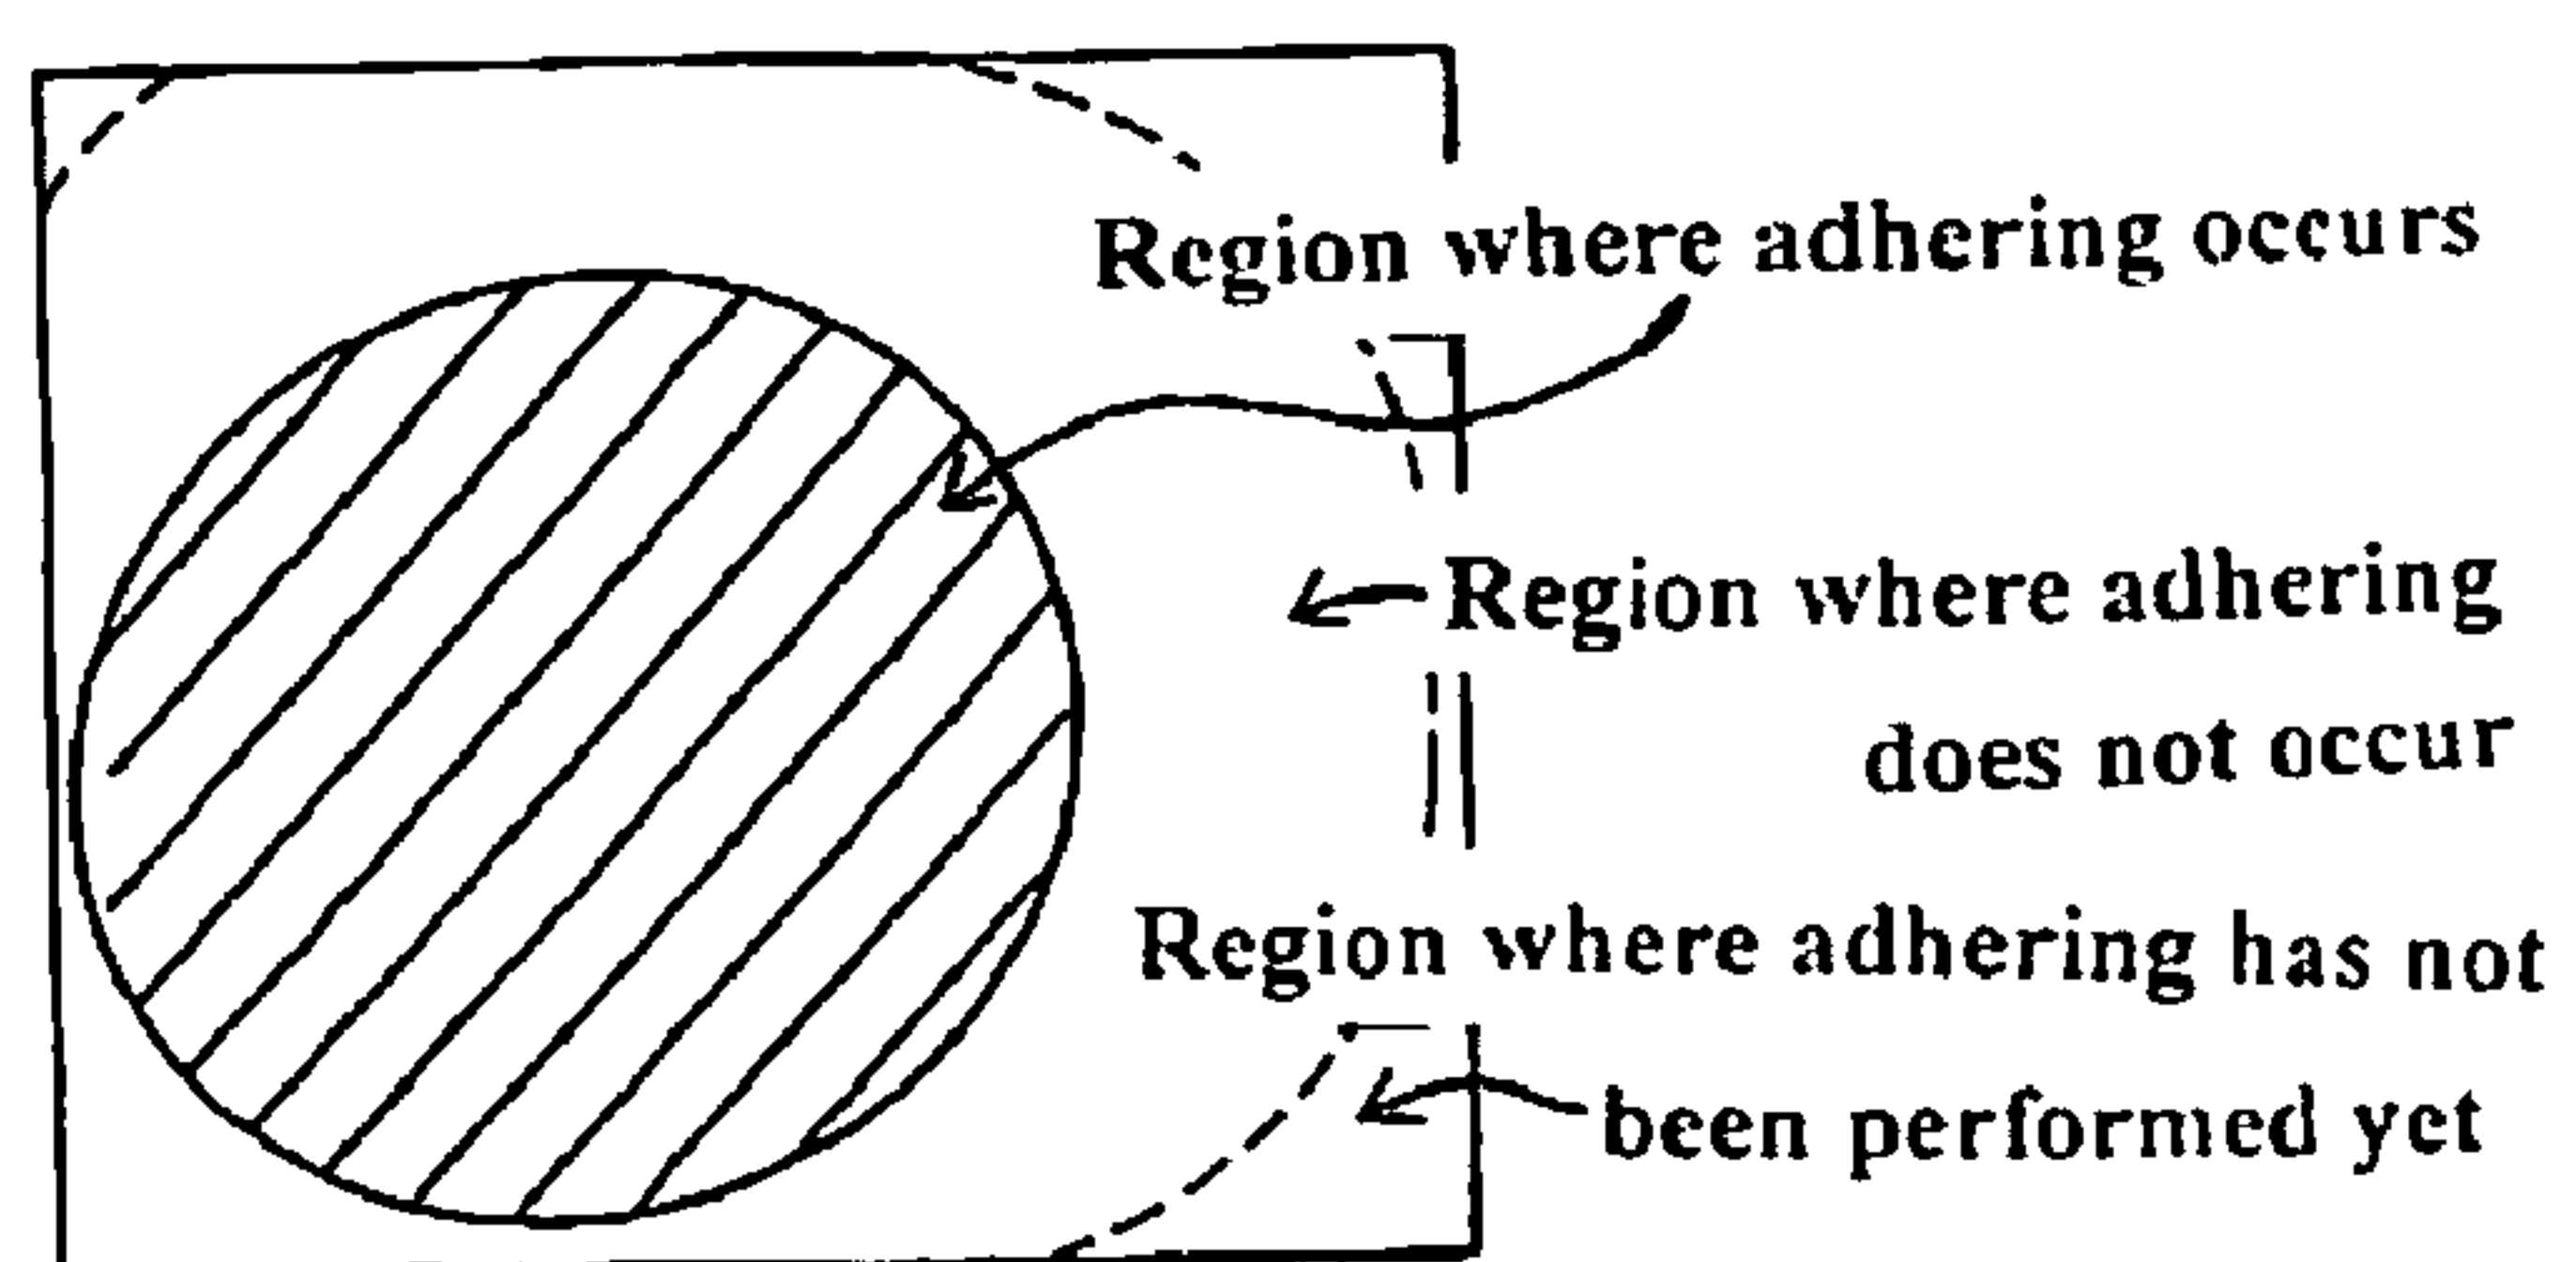 Region where adhering occurs
Region where adhering
does not occur
Region where adhering has not
been performed yet